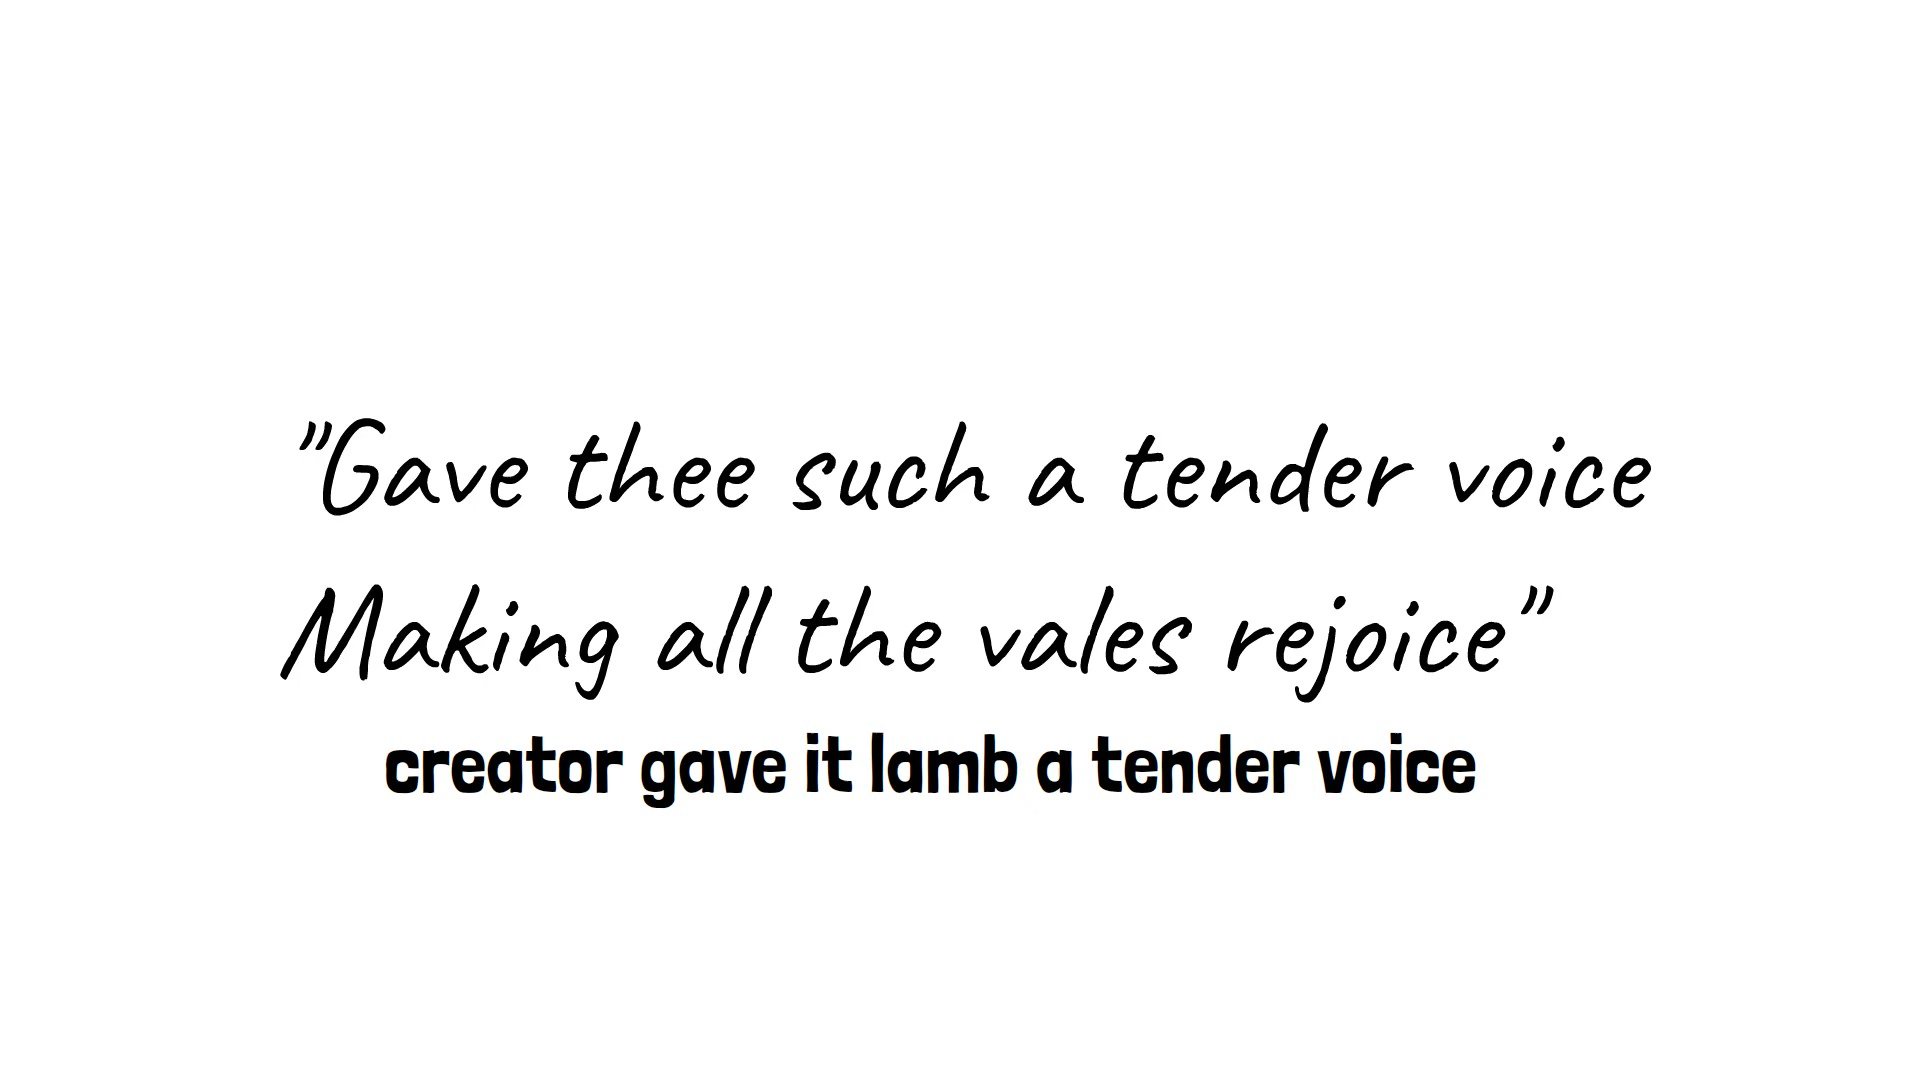 "Gave thee such a tender voice
Making all the vales rejoice"
creator gave it lamb a tender voice